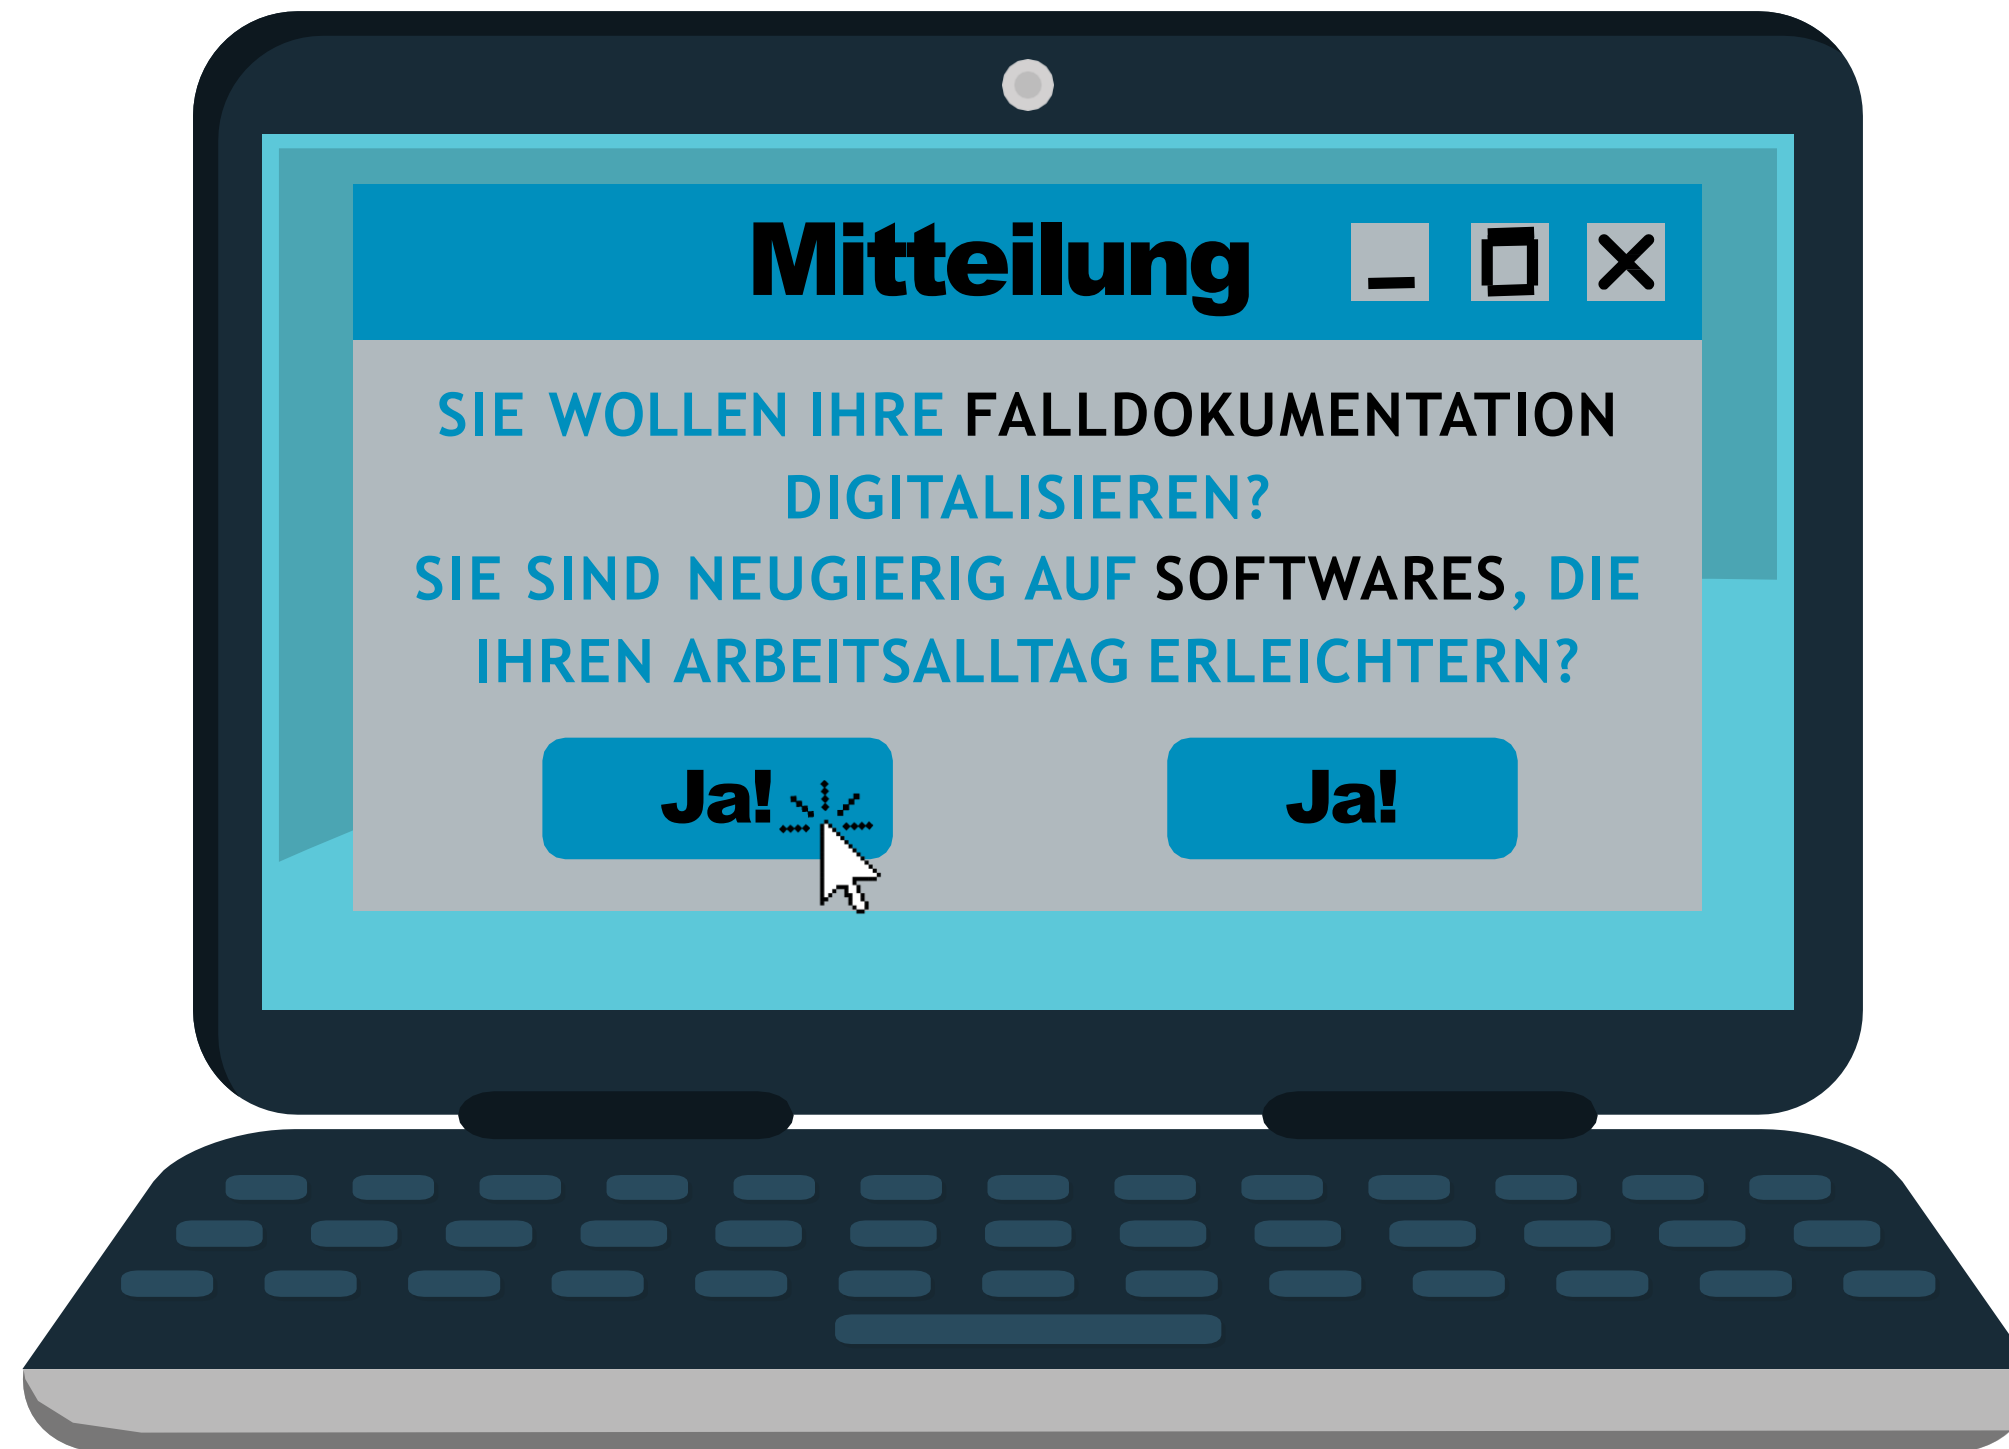 Mitteilung
SIE WOLLEN IHRE FALLDOKUMENTATION
DIGITALISIEREN?
SIE SIND NEUGIERIG AUF SOFTWARES, DIE
IHREN ARBEITSALLTAG ERLEICHTERN?
Ja! Ja!